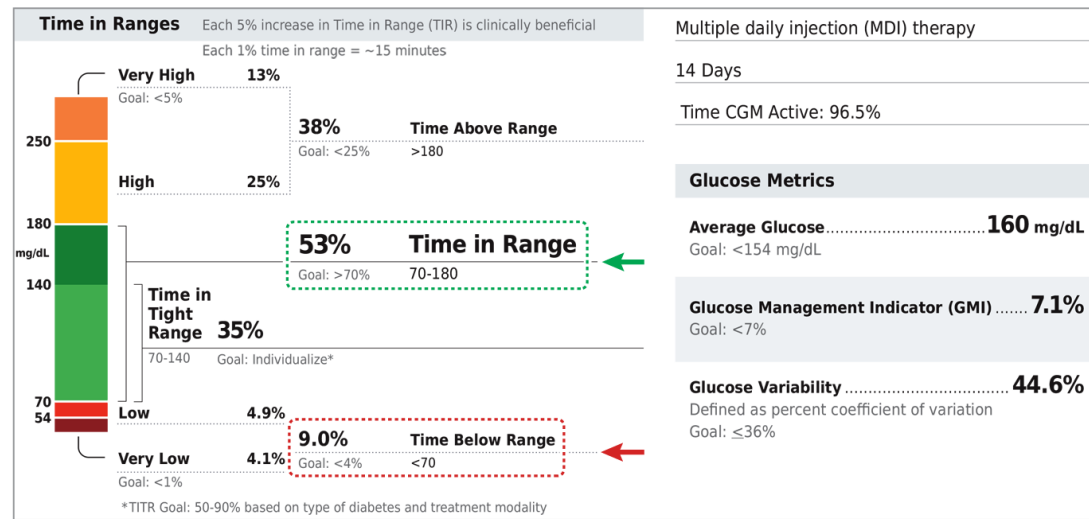 Time in Ranges Each 5% increase in Time in Range (TIR) is clinically beneficial
Each 1% time in range = ~15 minutes
Very High 13%
Goal: <5%
38% Time Above Range
Goal: <25% >180
High 25%
250
180
mg/dL
140
70
54
53% Time in Range
Goal: >70% 70-180
Time in
Tight
Range 35%
70-140 Goal: Individualize*
Low 4.9%
9.0% Time Below Range
Goal: <4% <70
Very Low 4.1%
Goal: <1%
*TITR Goal: 50-90% based on type of diabetes and treatment modality
Multiple daily injection (MDI) therapy
14 Days
Time CGM Active: 96.5%
Glucose Metrics
Average Glucose................................160 mg/dL
Goal: <154 mg/dL
Glucose Management Indicator (GMI).......7.1%
Goal: <7%
Glucose Variability.................................44.6%
Defined as percent coefficient of variation
Goal: ≤36%